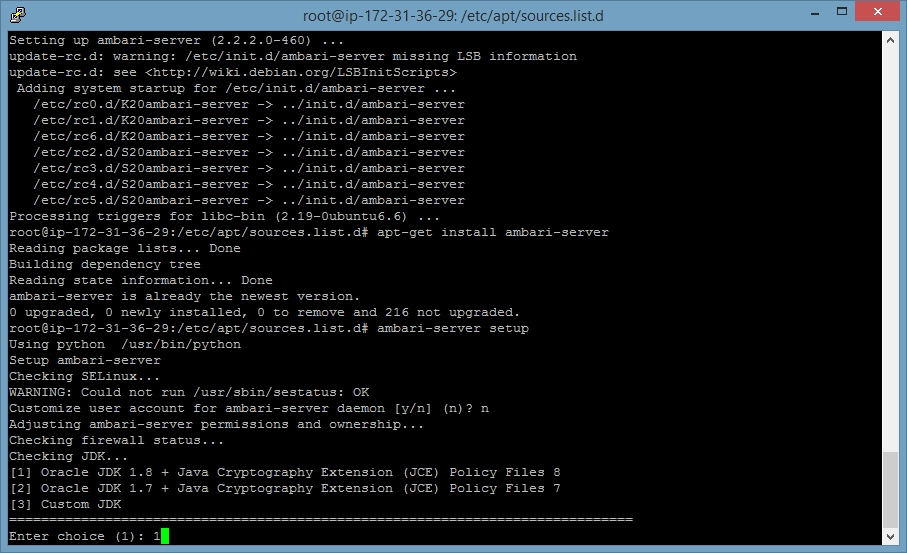 root@ip-172-31-36-29: /etc/apt/sources.list.d
Setting up ambari-server (2.2.2.0-460) ...
update-rc.d: warning: /etc/init.d/ambari-server missing LSB information
update-rc.d: see <http://wiki.debian.org/LSBInitScripts>
 Adding system startup for /etc/init.d/ambari-server ...
   /etc/rc0.d/K20ambari-server -> ../init.d/ambari-server
   /etc/rc1.d/K20ambari-server -> ../init.d/ambari-server
   /etc/rc6.d/K20ambari-server -> ../init.d/ambari-server
   /etc/rc2.d/S20ambari-server -> ../init.d/ambari-server
   /etc/rc3.d/S20ambari-server -> ../init.d/ambari-server
   /etc/rc4.d/S20ambari-server -> ../init.d/ambari-server
   /etc/rc5.d/S20ambari-server -> ../init.d/ambari-server
Processing triggers for libc-bin (2.19-0ubuntu6.6) ...
root@ip-172-31-36-29:/etc/apt/sources.list.d# apt-get install ambari-server
Reading package lists... Done
Building dependency tree
Reading state information... Done
ambari-server is already the newest version.
0 upgraded, 0 newly installed, 0 to remove and 216 not upgraded.
root@ip-172-31-36-29:/etc/apt/sources.list.d# ambari-server setup
Using python  /usr/bin/python
Setup ambari-server
Checking SELinux...
WARNING: Could not run /usr/sbin/sestatus: OK
Customize user account for ambari-server daemon [y/n] (n)? n
Adjusting ambari-server permissions and ownership...
Checking firewall status...
Checking JDK...
[1] Oracle JDK 1.8 + Java Cryptography Extension (JCE) Policy Files 8
[2] Oracle JDK 1.7 + Java Cryptography Extension (JCE) Policy Files 7
[3] Custom JDK
==============================================================================
Enter choice (1): 1